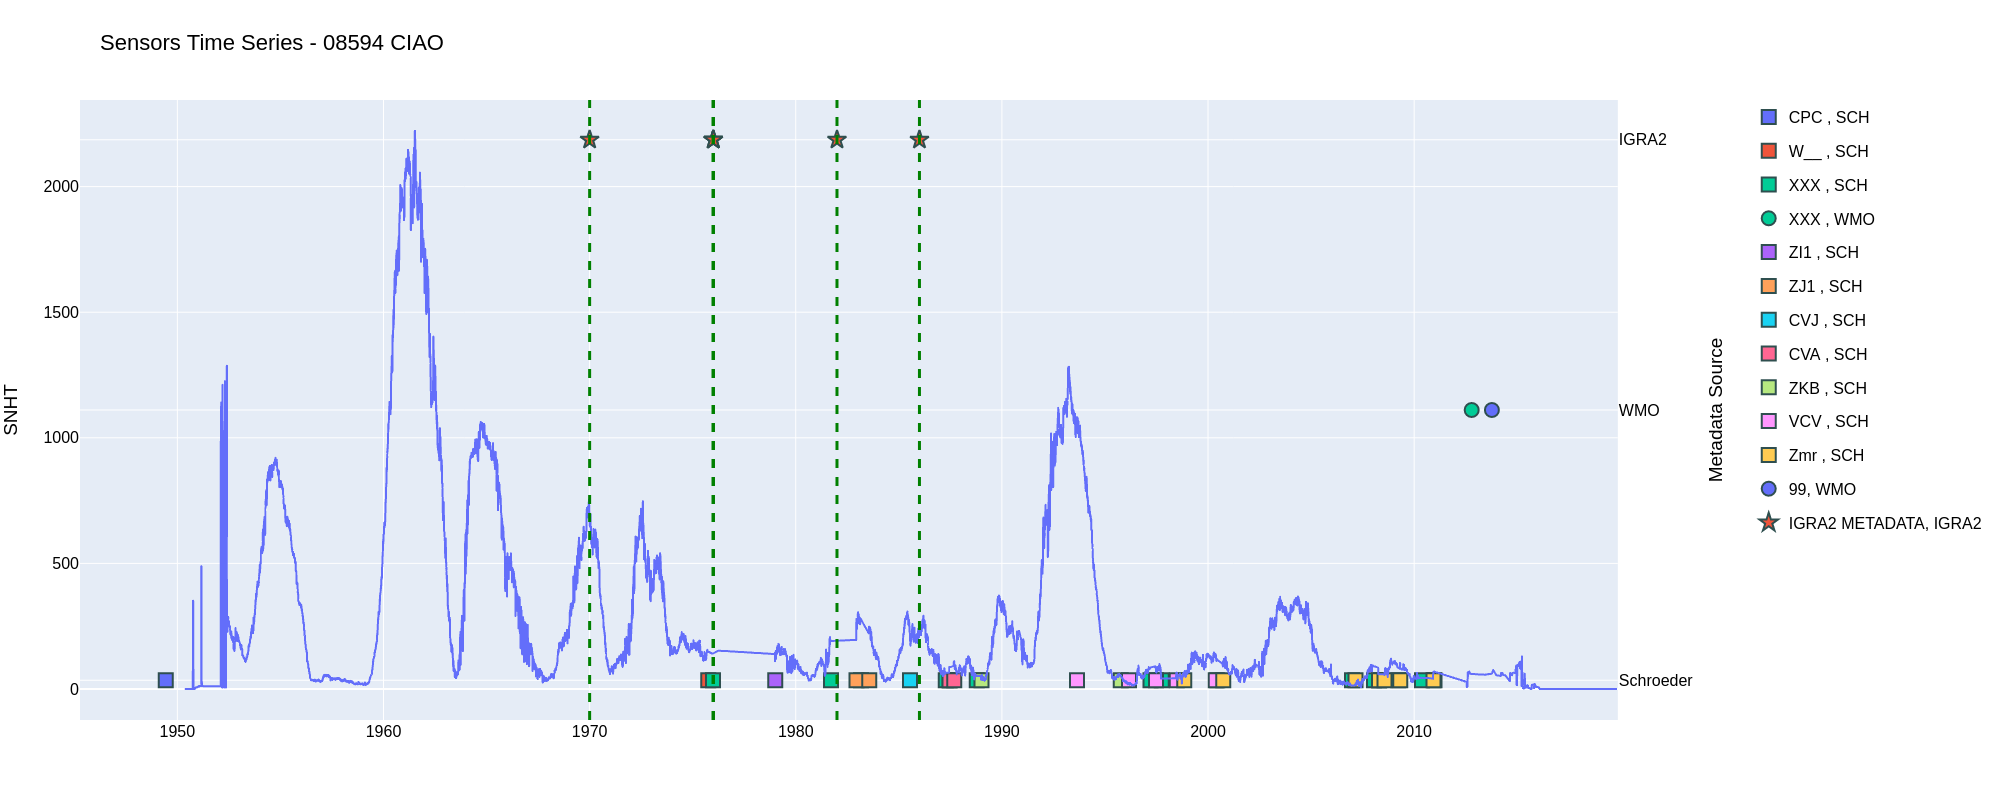 Sensors Time Series - 08594 CIAO
SNHT
2000
1500
1000
500
0
1950
1960
1970
1980
1990
2000
2010
IGRA2
WMO
Schroeder
Metadata Source
CPC , SCH
W__ , SCH
XXX , SCH
XXX , WMO
ZI1 , SCH
ZJ1 , SCH
CVJ , SCH
CVA , SCH
ZKB , SCH
VCV , SCH
Zmr , SCH
99, WMO
IGRA2 METADATA, IGRA2